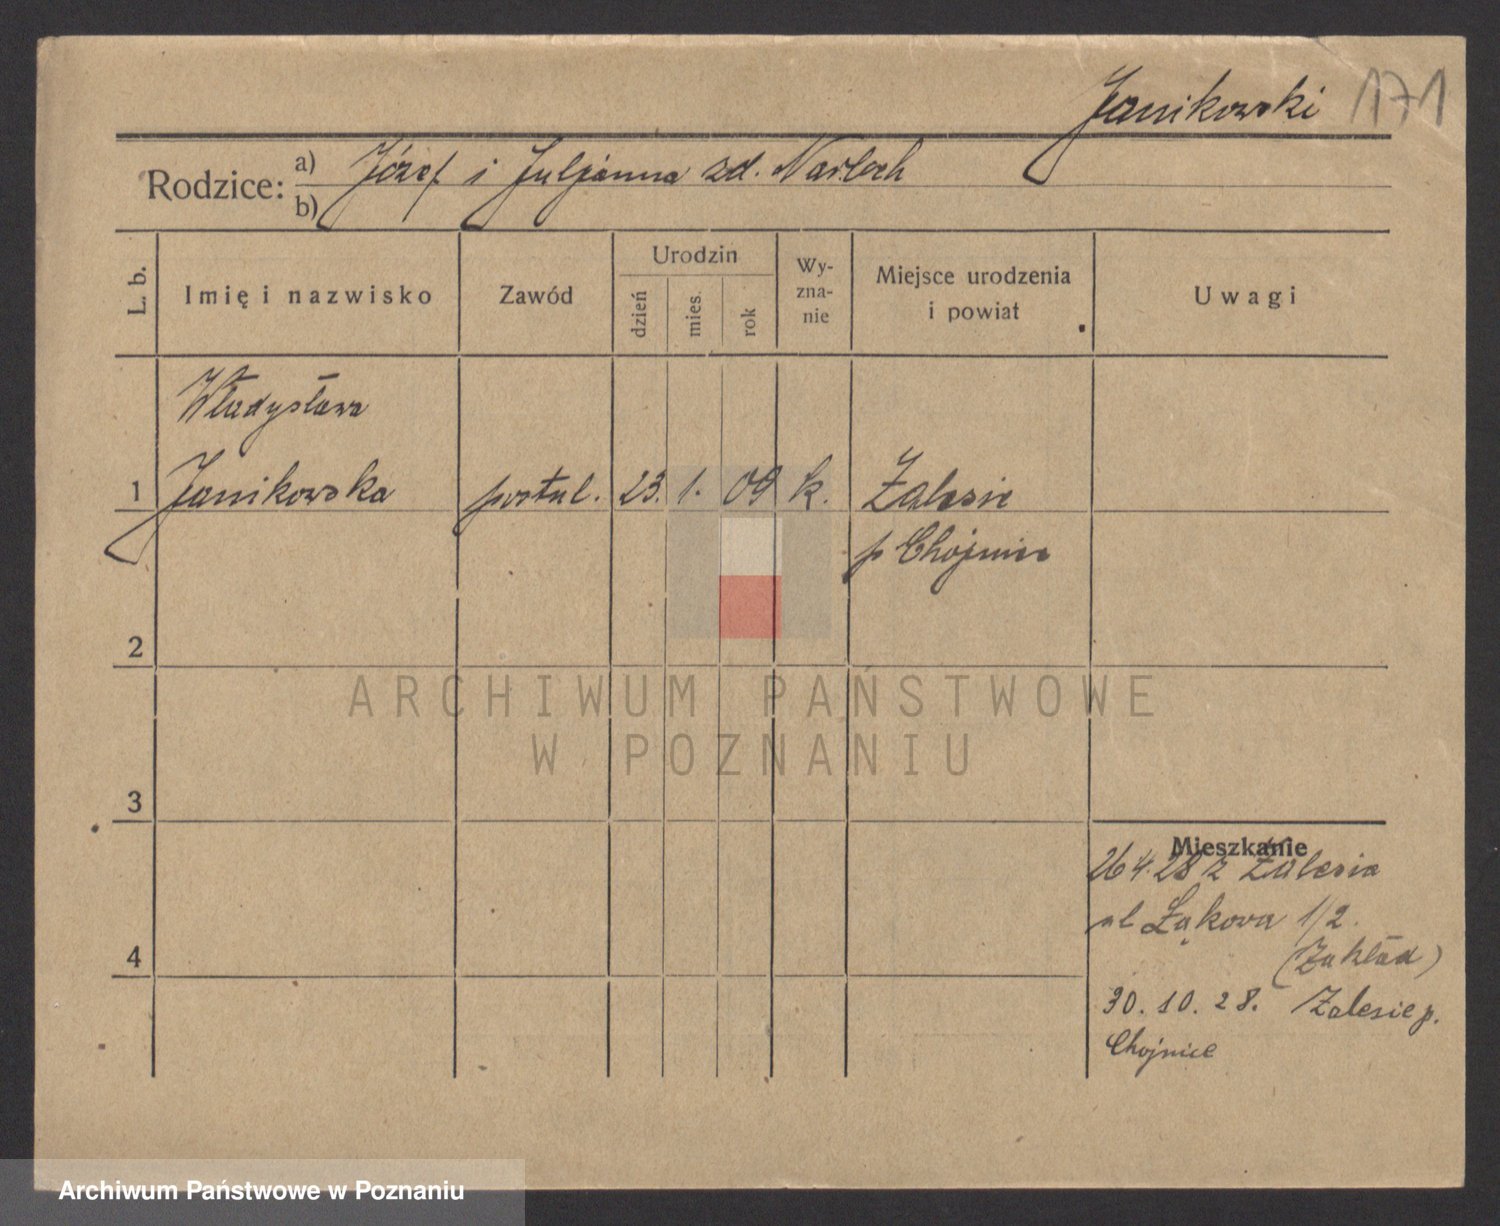 Janikowski 171
Rodzice: a) Józef i Juljanna zd. Narloch
b)
L. b. Imię i nazwisko Zawód Urodzin dzień mies. rok Wy-zna-nie Miejsce urodzenia i powiat Uwagi
Władysława
1 Janikowska postul. 23. 1. 09 k. Zalesie
p Chojnice
2
ARCHIWUM PAŃSTWOWE
W POZNANIU
3
Mieszkanie
26 4. 28 z Zalesia
ul Łąkowa 1/2.
(Zakład)
4
30. 10. 28. Zalesie p.
Chojnice
Archiwum Państwowe w Poznaniu